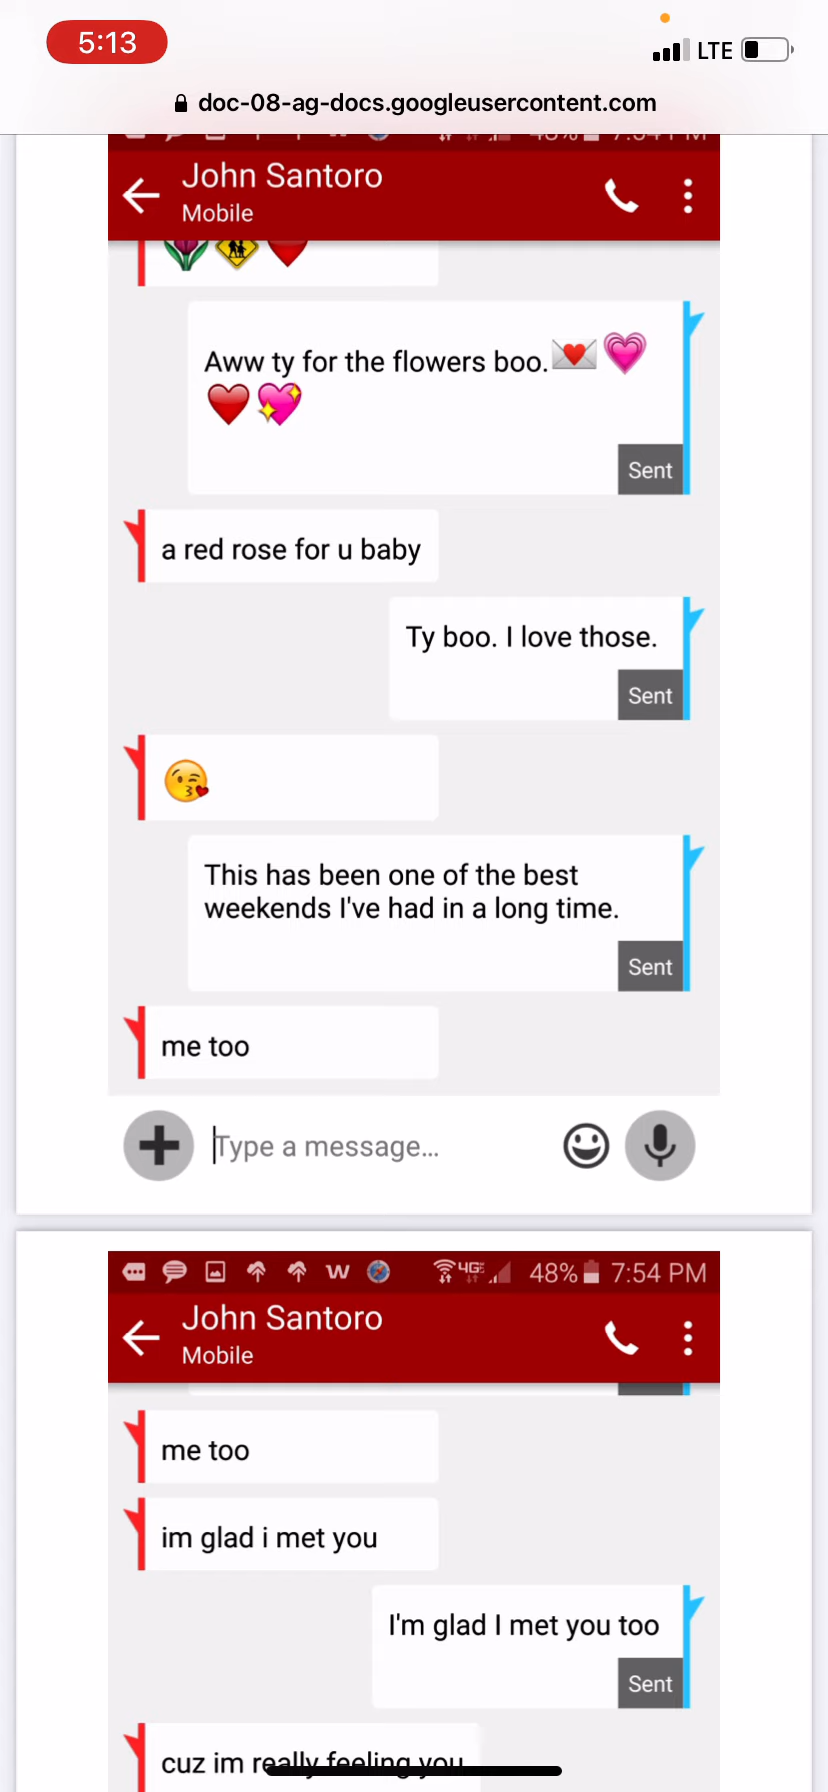 5:13
LTE
doc-08-ag-docs.googleusercontent.com
John Santoro
Mobile
Aww ty for the flowers boo.
Sent
a red rose for u baby
Ty boo. I love those.
Sent
This has been one of the best
weekends I've had in a long time.
Sent
me too
Type a message...
4G 48% 7:54 PM
John Santoro
Mobile
me too
im glad i met you
I'm glad I met you too
Sent
cuz im really feeling you